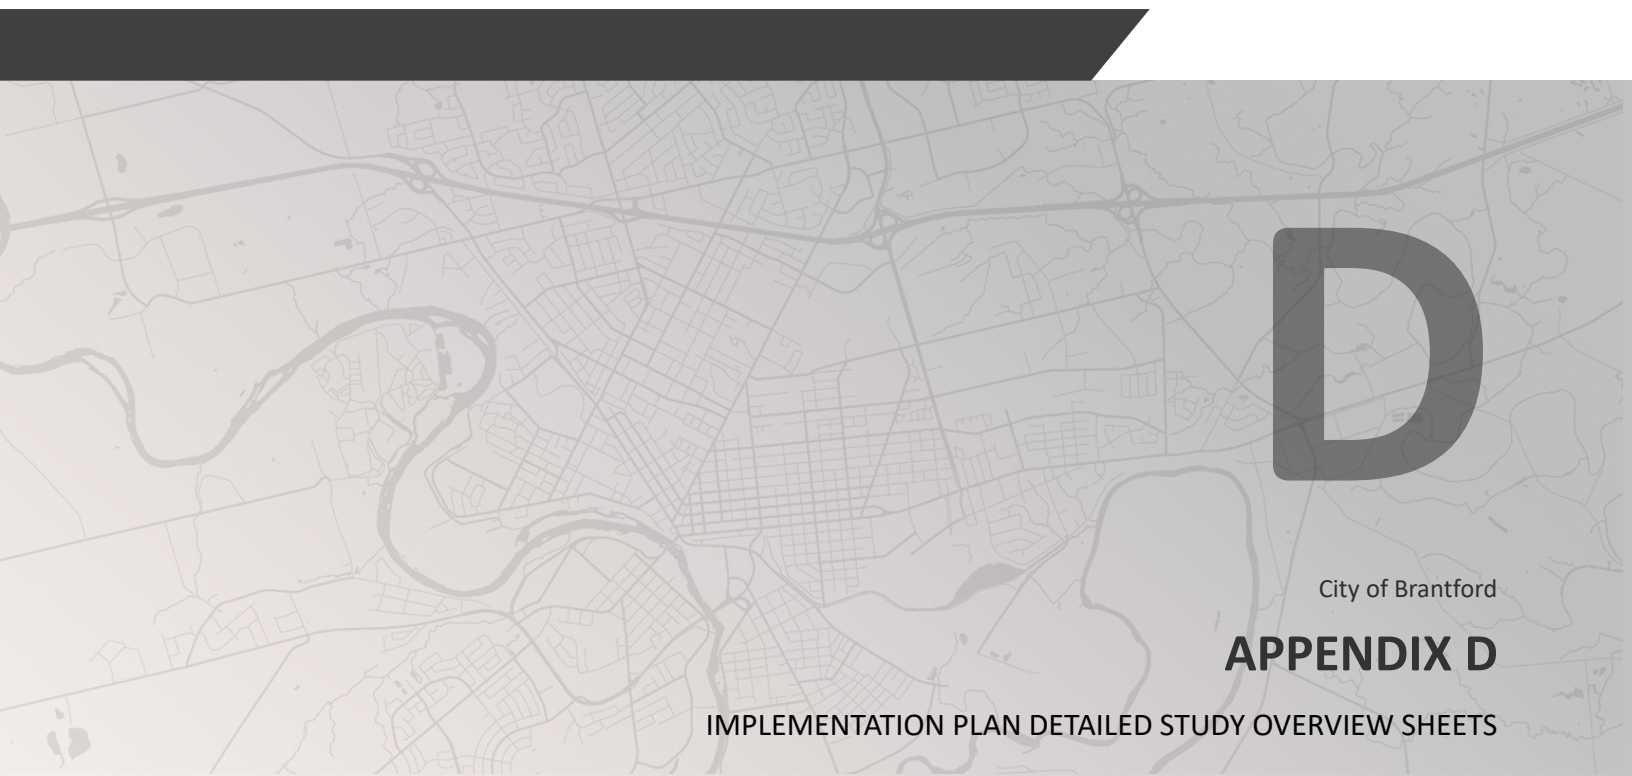 D
City of Brantford
APPENDIX D
IMPLEMENTATION PLAN DETAILED STUDY OVERVIEW SHEETS